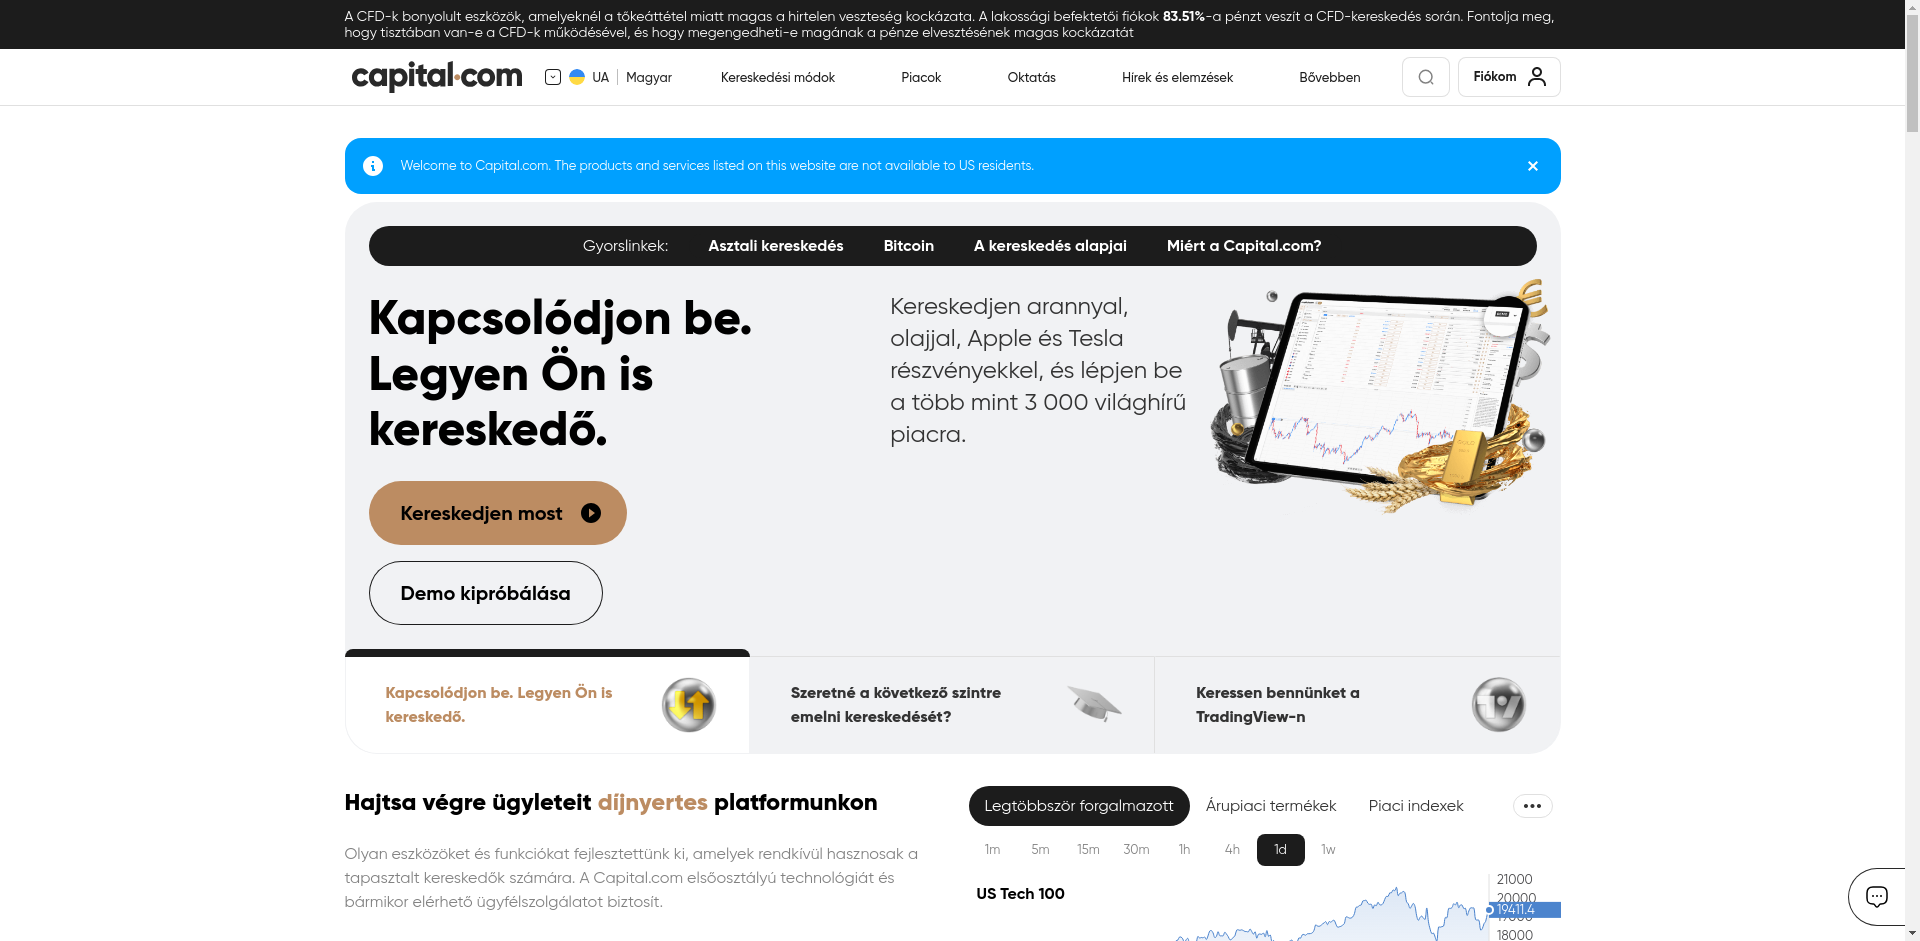 A CFD-k bonyolult eszközök, amelyeknél a tőkeáttétel miatt magas a hirtelen veszteség kockázata. A lakossági befektetői fiókok 83.51%-a pénzt veszít a CFD-kereskedés során. Fontolja meg,
hogy tisztában van-e a CFD-k működésével, és hogy megengedheti-e magának a pénze elvesztésének magas kockázatát
capital.com
UA
Magyar
Kereskedési módok
Piacok
Oktatás
Hírek és elemzések
Bővebben
Fiókom
Welcome to Capital.com. The products and services listed on this website are not available to US residents.
Gyorslinkek:
Asztali kereskedés
Bitcoin
A kereskedés alapjai
Miért a Capital.com?
Kapcsolódjon be.
Legyen Ön is
kereskedő.
Kereskedjen arannyal,
olajjal, Apple és Tesla
részvényekkel, és lépjen be
a több mint 3 000 világhírű
piacra.
Kereskedjen most
Demo kipróbálása
Kapcsolódjon be. Legyen Ön is
kereskedő.
Szeretné a következő szintre
emelni kereskedését?
Keressen bennünket a
TradingView-n
Hajtsa végre ügyleteit díjnyertes platformunkon
Olyan eszközöket és funkciókat fejlesztettünk ki, amelyek rendkívül hasznosak a
tapasztalt kereskedők számára. A Capital.com elsőosztályú technológiát és
bármikor elérhető ügyfélszolgálatot biztosít.
Legtöbbször forgalmazott
Árupiaci termékek
Piaci indexek
1m
5m
15m
30m
1h
4h
1d
1w
US Tech 100
21000
20000
19411.4
18000